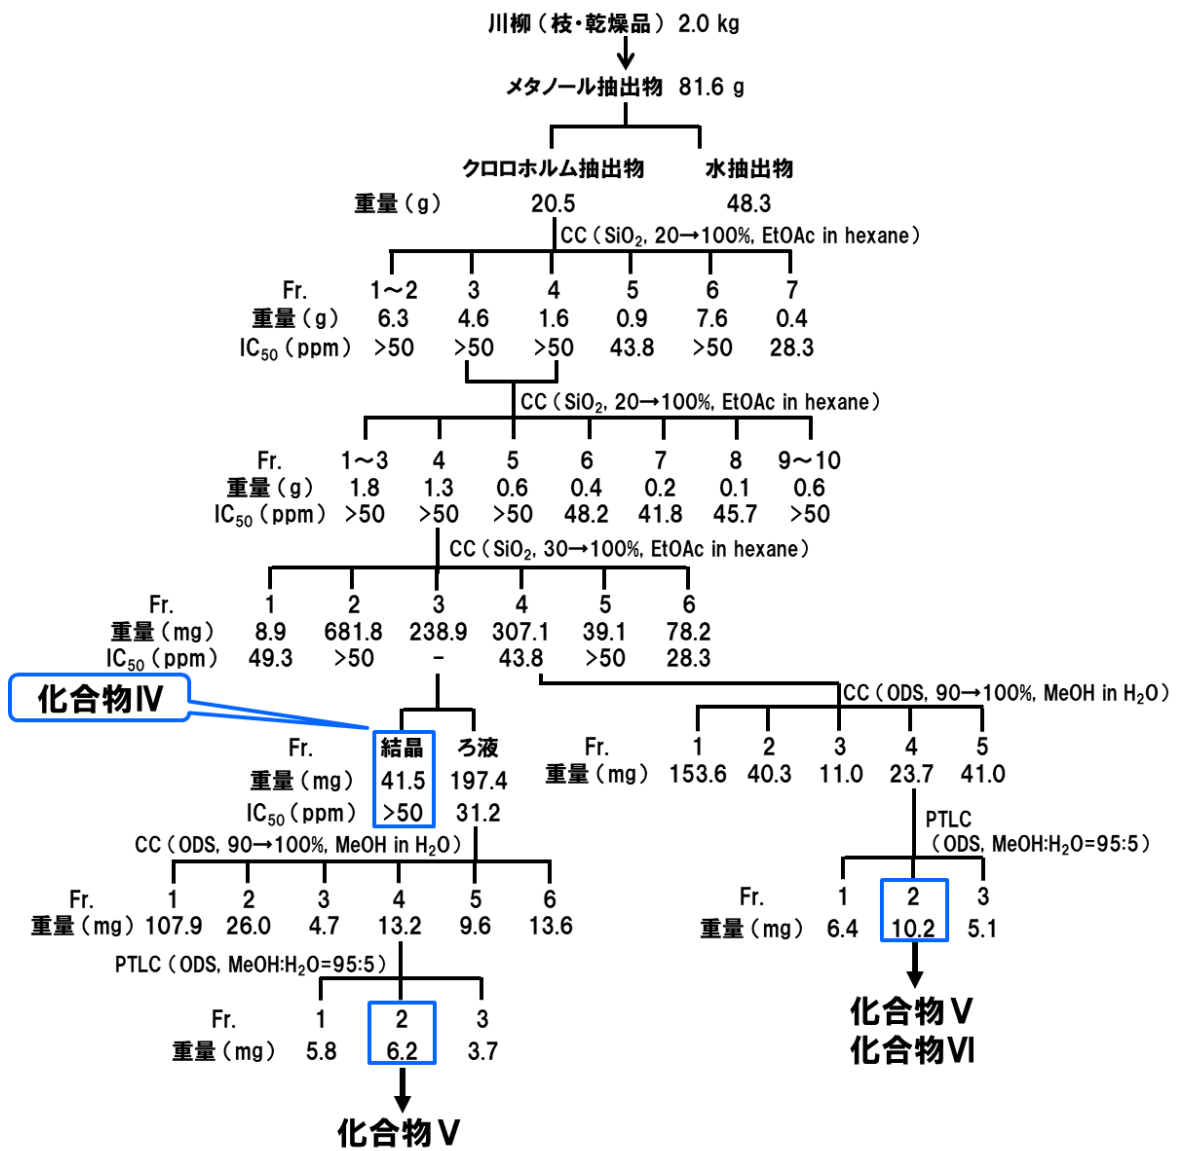 川柳（枝・乾燥品） 2.0 kg
メタノール抽出物 81.6 g
クロロホルム抽出物 水抽出物
重量（g） 20.5 48.3
CC（SiO2, 20→100%, EtOAc in hexane）
Fr. 1～2 3 4 5 6 7
重量（g） 6.3 4.6 1.6 0.9 7.6 0.4
IC50（ppm） >50 >50 >50 43.8 >50 28.3
CC（SiO2, 20→100%, EtOAc in hexane）
Fr. 1～3 4 5 6 7 8 9～10
重量（g） 1.8 1.3 0.6 0.4 0.2 0.1 0.6
IC50（ppm） >50 >50 >50 48.2 41.8 45.7 >50
CC（SiO2, 30→100%, EtOAc in hexane）
Fr. 1 2 3 4 5 6
重量（mg） 8.9 681.8 238.9 307.1 39.1 78.2
IC50（ppm） 49.3 >50 - 43.8 >50 28.3
化合物Ⅳ
Fr. 結晶 ろ液
重量（mg） 41.5 197.4
IC50（ppm） >50 31.2
CC（ODS, 90→100%, MeOH in H2O）
Fr. 1 2 3 4 5
重量（mg） 153.6 40.3 11.0 23.7 41.0
CC（ODS, 90→100%, MeOH in H2O）
Fr. 1 2 3 4 5 6
重量（mg） 107.9 26.0 4.7 13.2 9.6 13.6
PTLC
（ODS, MeOH:H2O=95:5）
Fr. 1 2 3
重量（mg） 6.4 10.2 5.1
化合物Ⅴ
化合物Ⅵ
PTLC（ODS, MeOH:H2O=95:5）
Fr. 1 2 3
重量（mg） 5.8 6.2 3.7
化合物Ⅴ